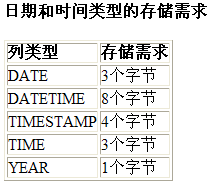 日期和时间类型的存储需求
列类型 存储需求
DATE 3个字节
DATETIME 8个字节
TIMESTAMP 4个字节
TIME 3个字节
YEAR 1个字节